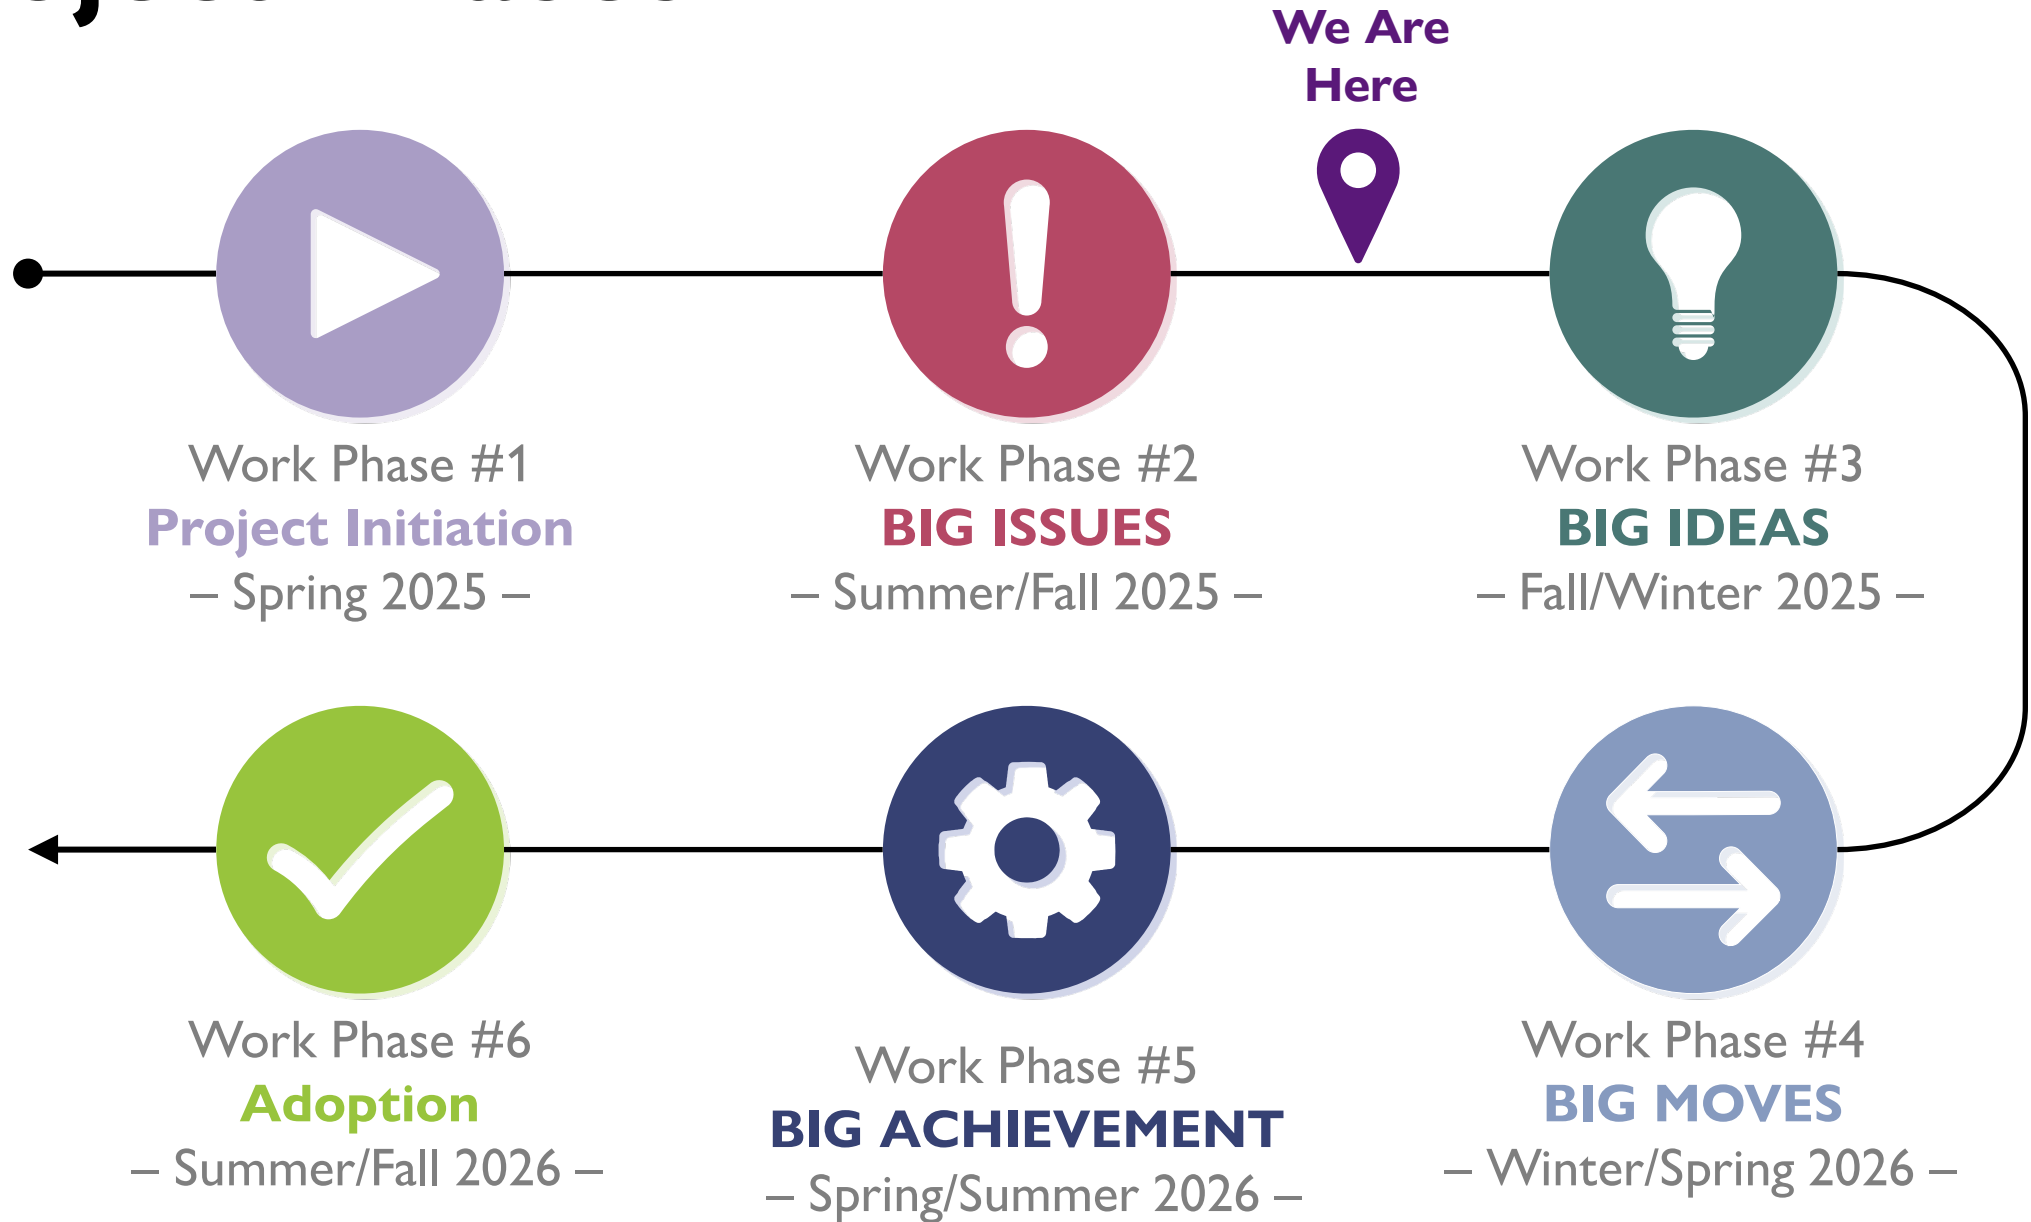 We Are
Here
Work Phase #1
Project Initiation
– Spring 2025 –
Work Phase #2
BIG ISSUES
– Summer/Fall 2025 –
Work Phase #3
BIG IDEAS
– Fall/Winter 2025 –
Work Phase #6
Adoption
– Summer/Fall 2026 –
Work Phase #5
BIG ACHIEVEMENT
– Spring/Summer 2026 –
Work Phase #4
BIG MOVES
– Winter/Spring 2026 –